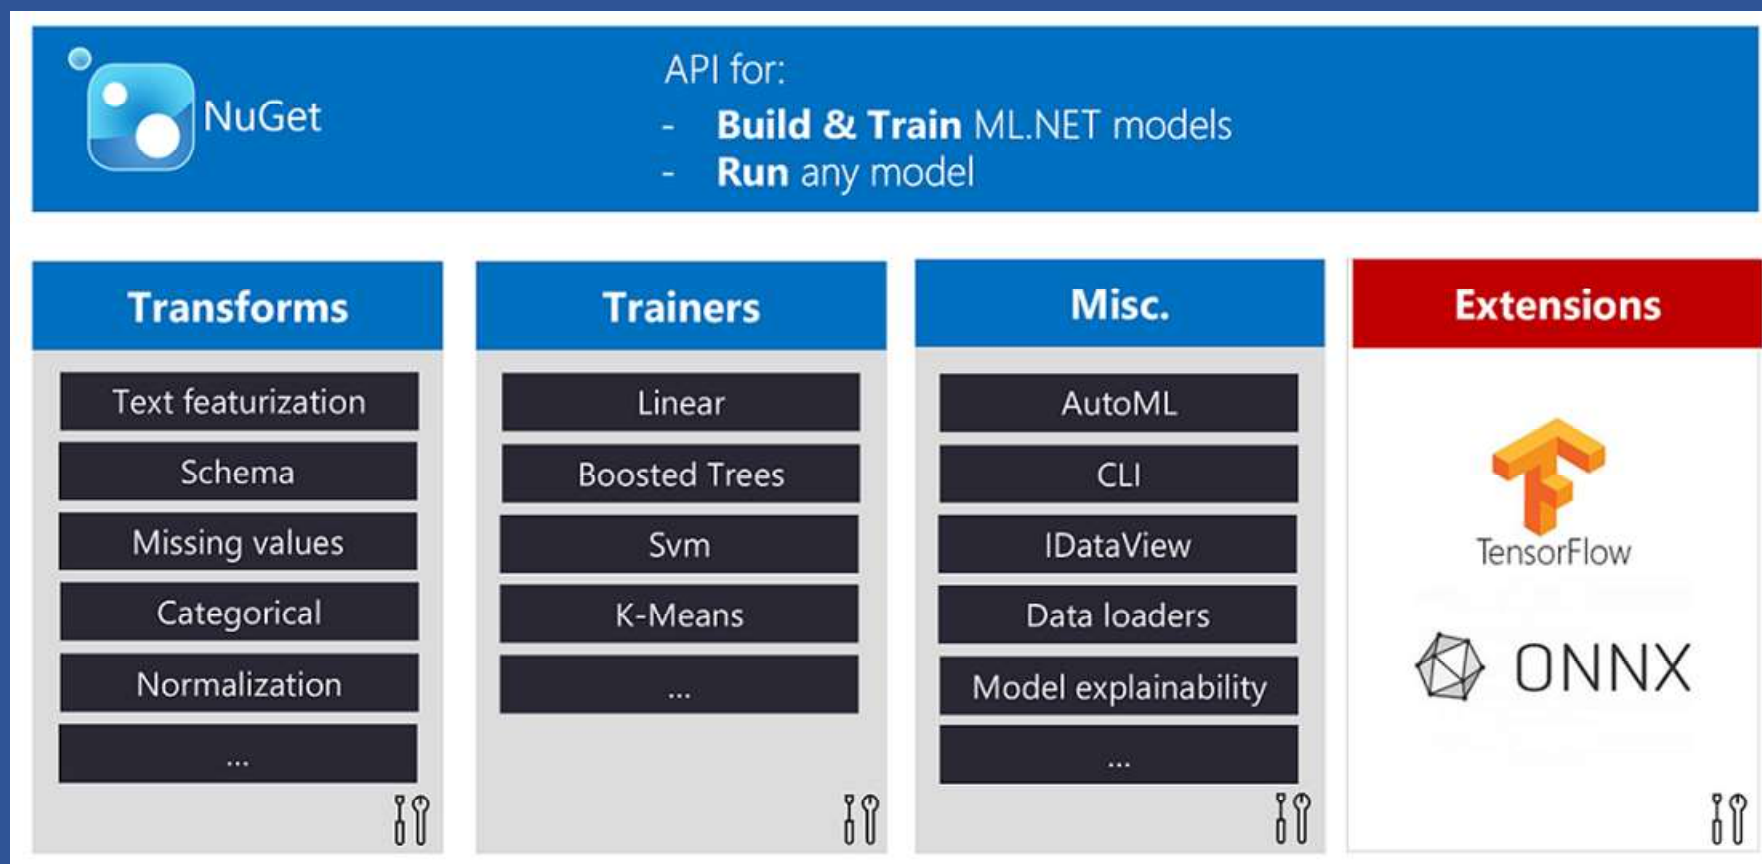 NuGet
API for:
- Build & Train ML.NET models
- Run any model
Transforms
Text featurization
Schema
Missing values
Categorical
Normalization
...
Trainers
Linear
Boosted Trees
Svm
K-Means
...
Misc.
AutoML
CLI
IDataView
Data loaders
Model explainability
...
Extensions
TensorFlow
ONNX